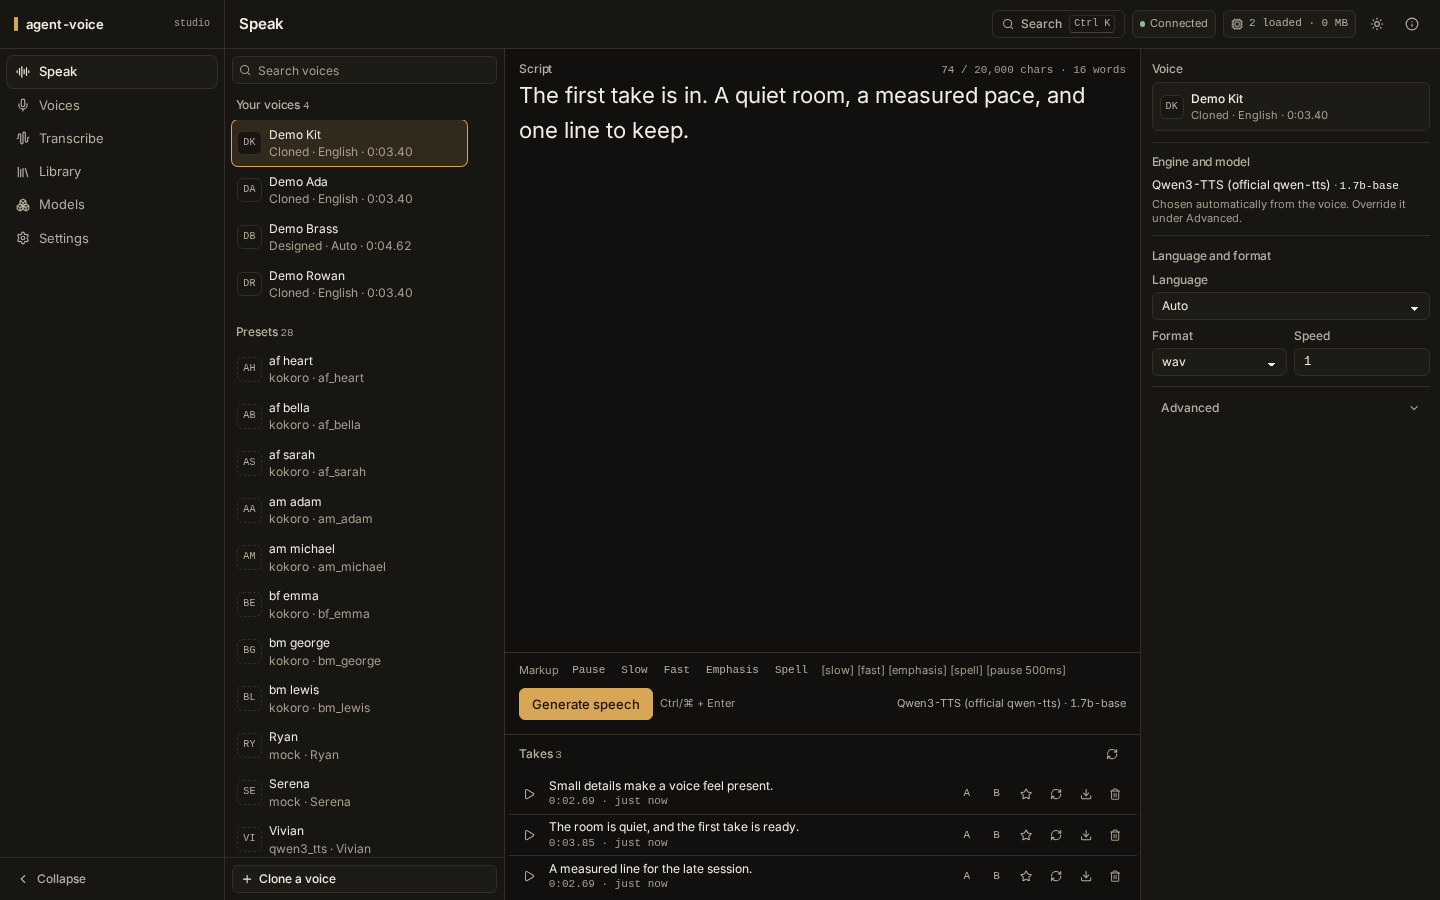 agent-voice
studio
Speak
Search
Ctrl K
Connected
2 loaded · 0 MB
Speak
Voices
Transcribe
Library
Models
Settings
Collapse
Search voices
Your voices 4
DK
Demo Kit
Cloned · English · 0:03.40
DA
Demo Ada
Cloned · English · 0:03.40
DB
Demo Brass
Designed · Auto · 0:04.62
DR
Demo Rowan
Cloned · English · 0:03.40
Presets 28
AH
af heart
kokoro · af_heart
AB
af bella
kokoro · af_bella
AS
af sarah
kokoro · af_sarah
AA
am adam
kokoro · am_adam
AM
am michael
kokoro · am_michael
BE
bf emma
kokoro · bf_emma
BG
bm george
kokoro · bm_george
BL
bm lewis
kokoro · bm_lewis
RY
Ryan
mock · Ryan
SE
Serena
mock · Serena
VI
Vivian
qwen3_tts · Vivian
+ Clone a voice
Script
74 / 20,000 chars · 16 words
The first take is in. A quiet room, a measured pace, and
one line to keep.
Markup Pause Slow Fast Emphasis Spell [slow] [fast] [emphasis] [spell] [pause 500ms]
Generate speech
Ctrl/⌘ + Enter
Qwen3-TTS (official qwen-tts) · 1.7b-base
Takes 3
Small details make a voice feel present.
0:02.69 · just now
A B
The room is quiet, and the first take is ready.
0:03.85 · just now
A B
A measured line for the late session.
0:02.69 · just now
A B
Voice
DK
Demo Kit
Cloned · English · 0:03.40
Engine and model
Qwen3-TTS (official qwen-tts) · 1.7b-base
Chosen automatically from the voice. Override it
under Advanced.
Language and format
Language
Auto
Format
Speed
wav
1
Advanced